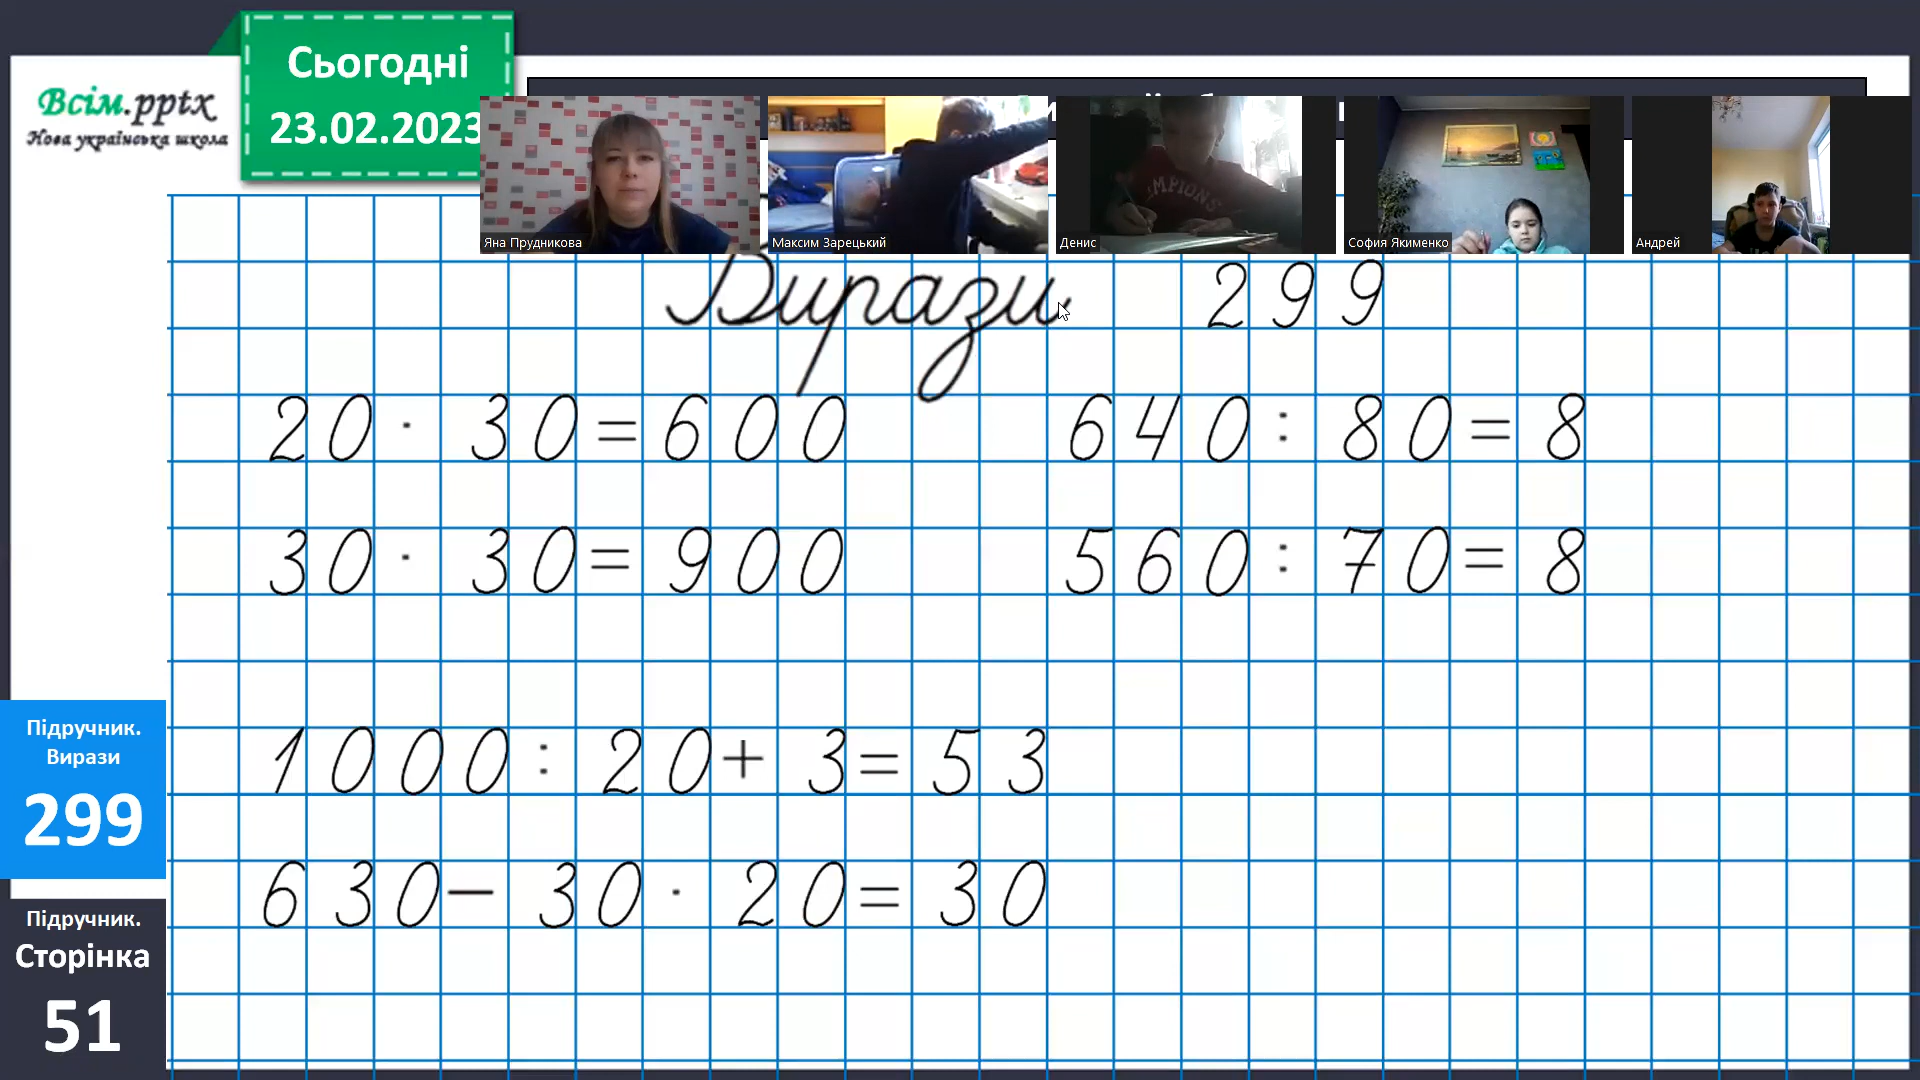 Всім.pptx
Нова українська школа
Сьогодні
23.02.2023
Яна Прудникова
Максим Зарецький
Денис
София Якименко
Андрей
Вирази 299
20 · 30 = 600
640 : 80 = 8
30 · 30 = 900
560 : 70 = 8
1000 : 20 + 3 = 53
630 − 30 · 20 = 30
Підручник.
Вирази
299
Підручник.
Сторінка
51